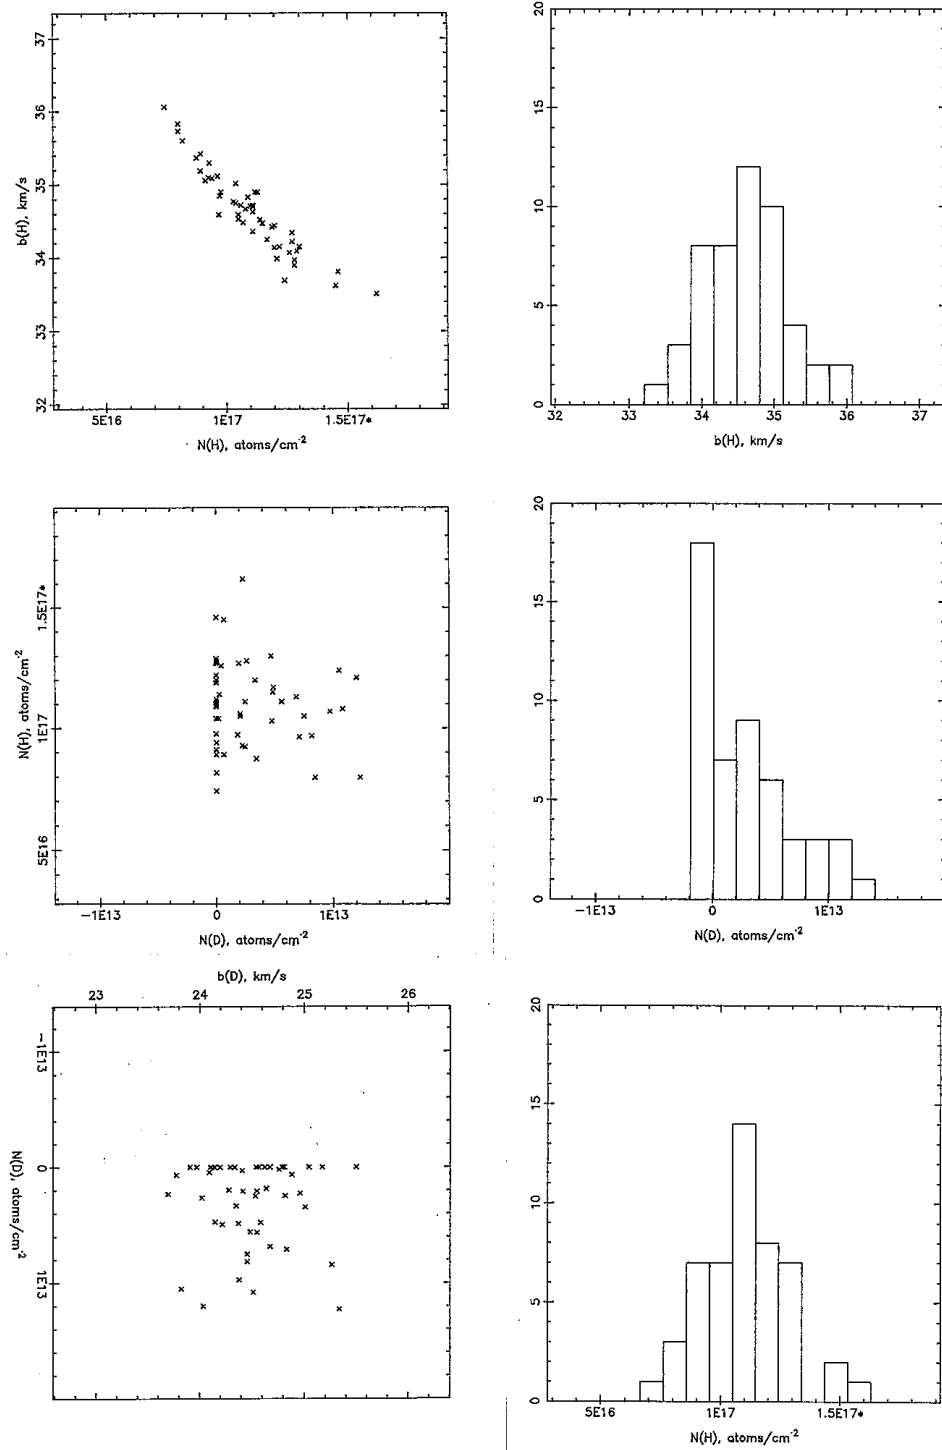 37
36
35
34
33
32
b(H), km/s
5E16
1E17
1.5E17*
N(H), atoms/cm-2
20
15
10
5
0
32
33
34
35
36
37
b(H), km/s
1.5E17*
1E17
5E16
N(H), atoms/cm-2
−1E13
0
1E13
N(D), atoms/cm-2
20
15
10
5
0
−1E13
0
1E13
N(D), atoms/cm-2
b(D), km/s
23
24
25
26
−1E13
0
1E13
N(D), atoms/cm-2
20
15
10
5
0
5E16
1E17
1.5E17*
N(H), atoms/cm-2